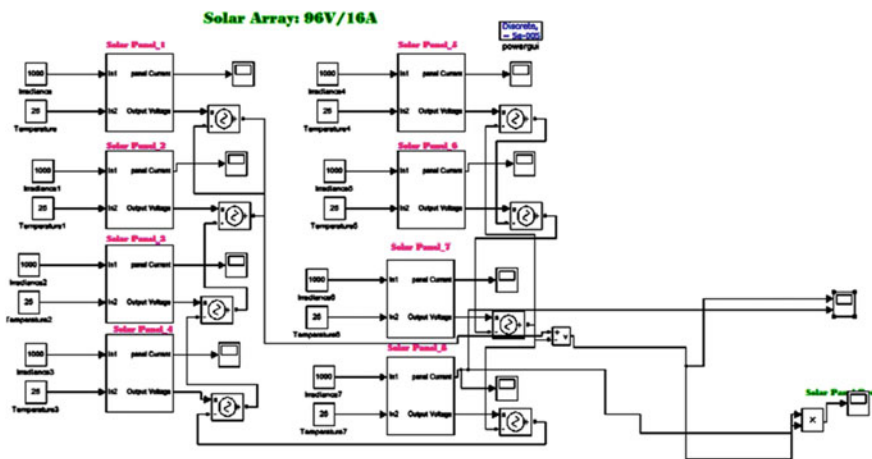 Solar Array: 96V/16A
Discrete,
powergui
Solar Panel_1
1000
Irradiance
25
Temperature
In1
panel Current
In2
Output Voltage
Solar Panel_2
1000
Irradiance1
25
Temperature1
In1
panel Current
In2
Output Voltage
Solar Panel_3
1000
Irradiance2
25
Temperature2
In1
panel Current
In2
Output Voltage
Solar Panel_4
1000
Irradiance3
25
Temperature3
In1
panel Current
In2
Output Voltage
Solar Panel_5
1000
Irradiance4
25
Temperature4
In1
panel Current
In2
Output Voltage
Solar Panel_6
1000
Irradiance5
25
Temperature5
In1
panel Current
In2
Output Voltage
Solar Panel_7
1000
Irradiance6
25
Temperature6
In1
panel Current
In2
Output Voltage
1000
Irradiance7
25
Temperature7
In1
panel Current
In2
Output Voltage
+
-
v
Solar
X